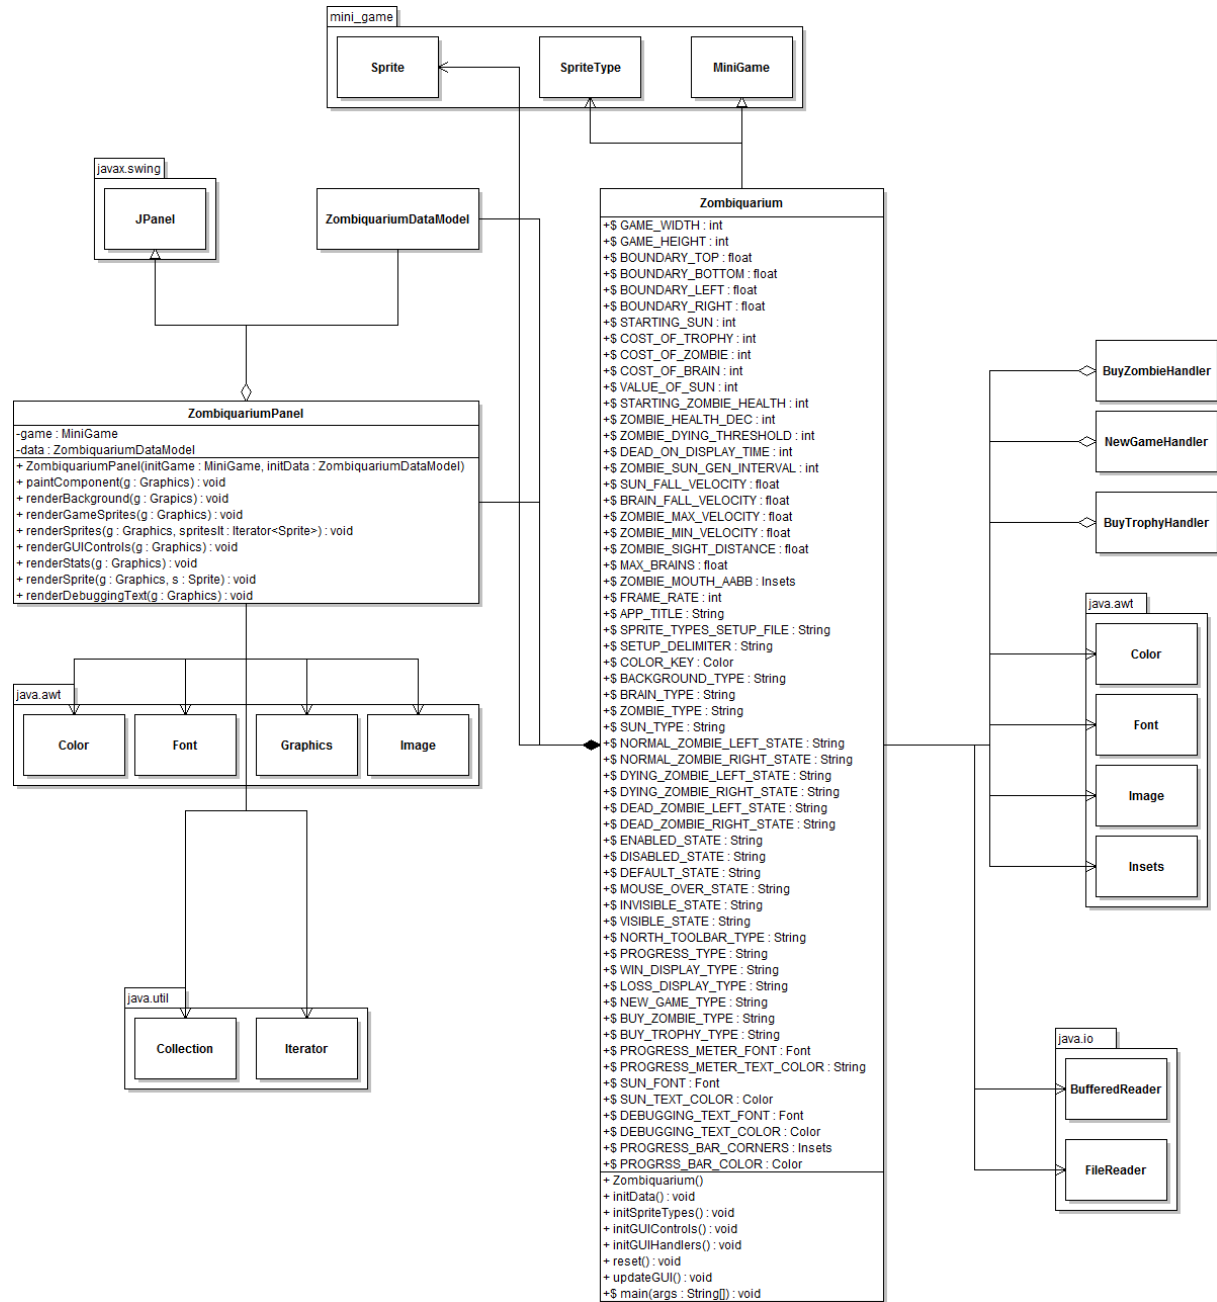 mini_game
Sprite
SpriteType
MiniGame
javax.swing
JPanel
ZombiquariumDataModel
ZombiquariumPanel
-game : MiniGame
-data : ZombiquariumDataModel
+ ZombiquariumPanel(initGame : MiniGame, initData : ZombiquariumDataModel)
+ paintComponent(g : Graphics) : void
+ renderBackground(g : Grapics) : void
+ renderGameSprites(g : Graphics) : void
+ renderSprites(g : Graphics, spritesIt : Iterator<Sprite>) : void
+ renderGUIControls(g : Graphics) : void
+ renderStats(g : Graphics) : void
+ renderSprite(g : Graphics, s : Sprite) : void
+ renderDebuggingText(g : Graphics) : void
java.awt
Color
Font
Graphics
Image
java.util
Collection
Iterator
Zombiquarium
+$ GAME_WIDTH : int
+$ GAME_HEIGHT : int
+$ BOUNDARY_TOP : float
+$ BOUNDARY_BOTTOM : float
+$ BOUNDARY_LEFT : float
+$ BOUNDARY_RIGHT : float
+$ STARTING_SUN : int
+$ COST_OF_TROPHY : int
+$ COST_OF_ZOMBIE : int
+$ COST_OF_BRAIN : int
+$ VALUE_OF_SUN : int
+$ STARTING_ZOMBIE_HEALTH : int
+$ ZOMBIE_HEALTH_DEC : int
+$ ZOMBIE_DYING_THRESHOLD : int
+$ DEAD_ON_DISPLAY_TIME : int
+$ ZOMBIE_SUN_GEN_INTERVAL : int
+$ SUN_FALL_VELOCITY : float
+$ BRAIN_FALL_VELOCITY : float
+$ ZOMBIE_MAX_VELOCITY : float
+$ ZOMBIE_MIN_VELOCITY : float
+$ ZOMBIE_SIGHT_DISTANCE : float
+$ MAX_BRAINS : float
+$ ZOMBIE_MOUTH_AABB : Insets
+$ FRAME_RATE : int
+$ APP_TITLE : String
+$ SPRITE_TYPES_SETUP_FILE : String
+$ SETUP_DELIMITER : String
+$ COLOR_KEY : Color
+$ BACKGROUND_TYPE : String
+$ BRAIN_TYPE : String
+$ ZOMBIE_TYPE : String
+$ SUN_TYPE : String
+$ NORMAL_ZOMBIE_LEFT_STATE : String
+$ NORMAL_ZOMBIE_RIGHT_STATE : String
+$ DYING_ZOMBIE_LEFT_STATE : String
+$ DYING_ZOMBIE_RIGHT_STATE : String
+$ DEAD_ZOMBIE_LEFT_STATE : String
+$ DEAD_ZOMBIE_RIGHT_STATE : String
+$ ENABLED_STATE : String
+$ DISABLED_STATE : String
+$ DEFAULT_STATE : String
+$ MOUSE_OVER_STATE : String
+$ INVISIBLE_STATE : String
+$ VISIBLE_STATE : String
+$ NORTH_TOOLBAR_TYPE : String
+$ PROGRESS_TYPE : String
+$ WIN_DISPLAY_TYPE : String
+$ LOSS_DISPLAY_TYPE : String
+$ NEW_GAME_TYPE : String
+$ BUY_ZOMBIE_TYPE : String
+$ BUY_TROPHY_TYPE : String
+$ PROGRESS_METER_FONT : Font
+$ PROGRESS_METER_TEXT_COLOR : String
+$ SUN_FONT : Font
+$ SUN_TEXT_COLOR : Color
+$ DEBUGGING_TEXT_FONT : Font
+$ DEBUGGING_TEXT_COLOR : Color
+$ PROGRESS_BAR_CORNERS : Insets
+$ PROGRSS_BAR_COLOR : Color
+ Zombiquarium()
+ initData() : void
+ initSpriteTypes() : void
+ initGUIControls() : void
+ initGUIHandlers() : void
+ reset() : void
+ updateGUI() : void
+$ main(args : String[]) : void
BuyZombieHandler
NewGameHandler
BuyTrophyHandler
java.awt
Color
Font
Image
Insets
java.io
BufferedReader
FileReader